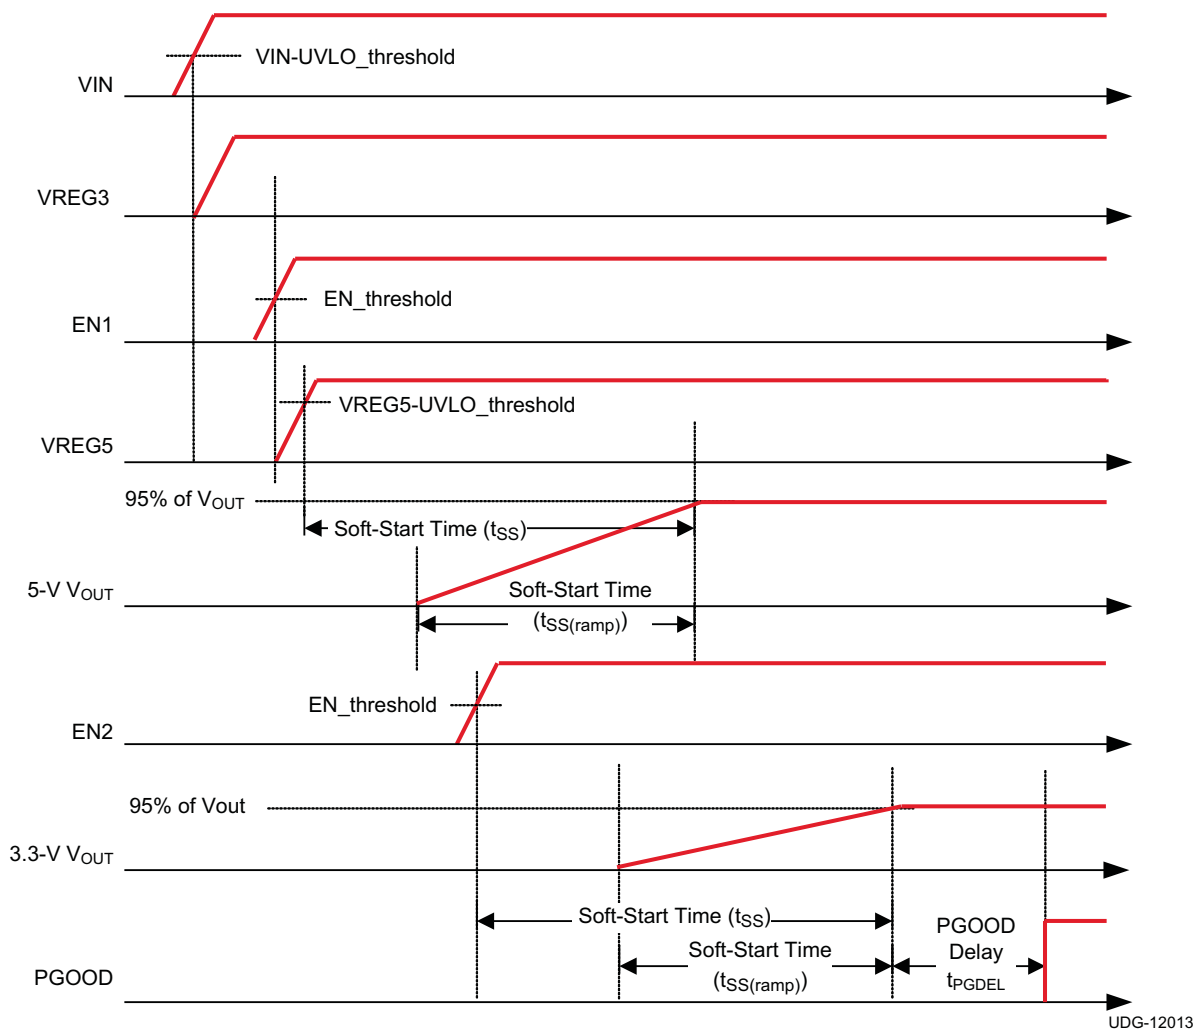 VIN-UVLO_threshold
VIN
VREG3
EN_threshold
EN1
VREG5-UVLO_threshold
VREG5
95% of VOUT
Soft-Start Time (tSS)
5-V VOUT
Soft-Start Time
(tSS(ramp))
EN_threshold
EN2
95% of Vout
3.3-V VOUT
Soft-Start Time (tSS)
PGOOD
Delay
tPGDEL
Soft-Start Time
(tSS(ramp))
PGOOD
UDG-12013